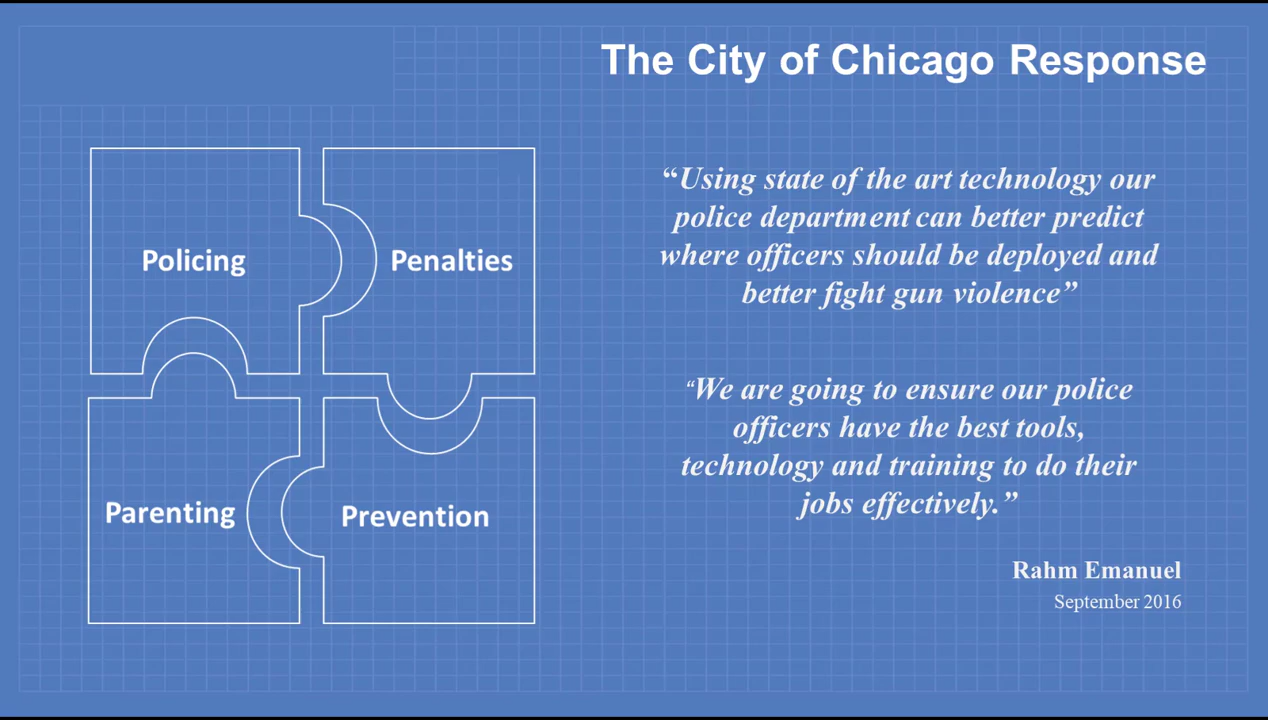 The City of Chicago Response
Policing
Penalties
Parenting
Prevention
“Using state of the art technology our
police department can better predict
where officers should be deployed and
better fight gun violence”
“We are going to ensure our police
officers have the best tools,
technology and training to do their
jobs effectively.”
Rahm Emanuel
September 2016